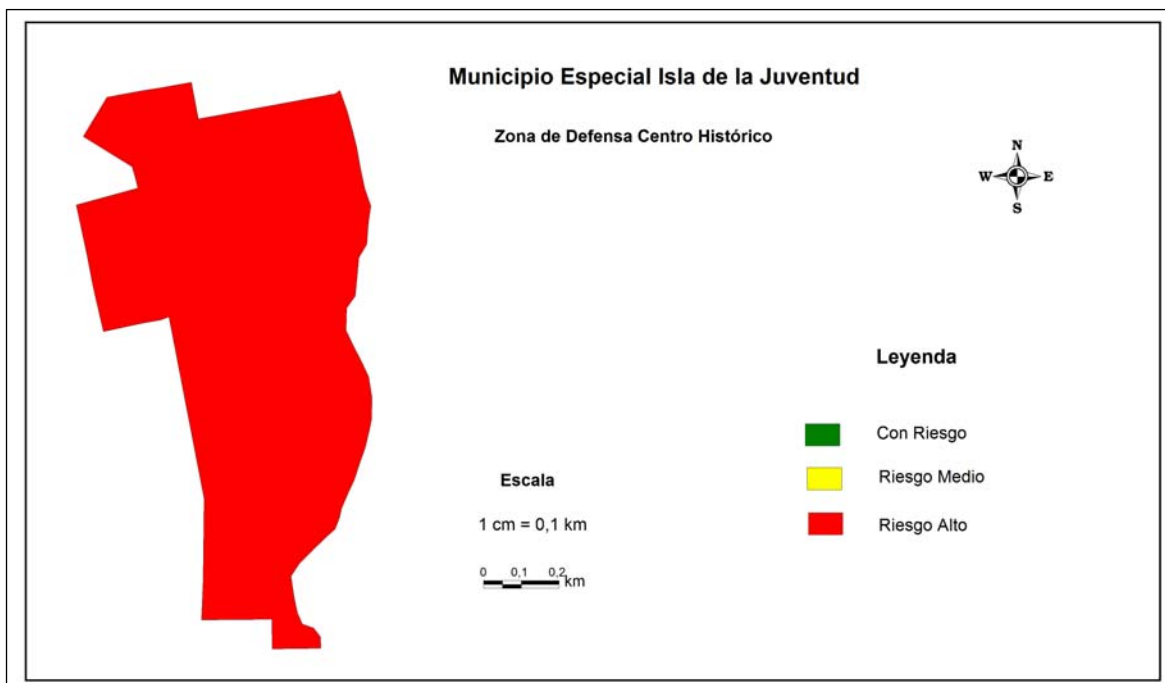 Municipio Especial Isla de la Juventud
Zona de Defensa Centro Histórico
N
W E
S
Leyenda
Con Riesgo
Riesgo Medio
Riesgo Alto
Escala
1 cm = 0,1 km
0 0,1 0,2
km